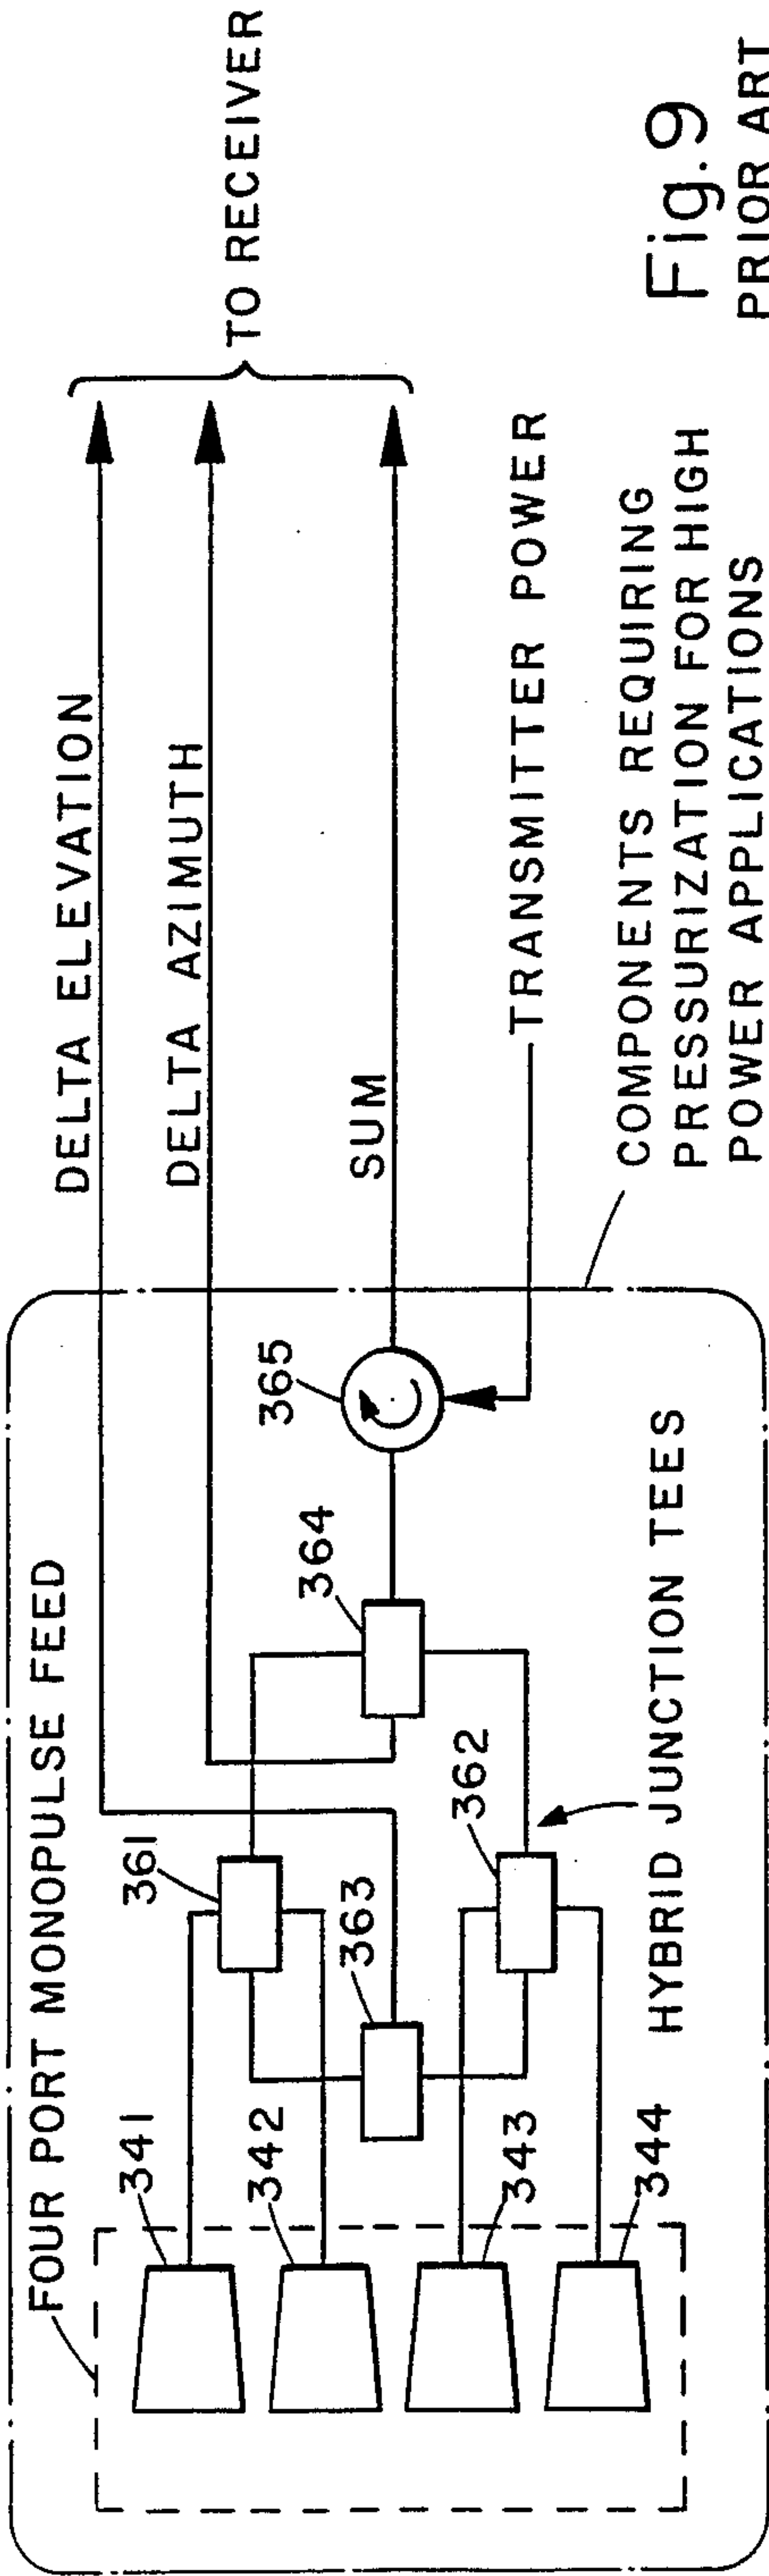 FOUR PORT MONOPULSE FEED
341
342
343
344
361
363
362
364
365
HYBRID JUNCTION TEES
DELTA ELEVATION
DELTA AZIMUTH
SUM
TO RECEIVER
TRANSMITTER POWER
COMPONENTS REQUIRING
PRESSURIZATION FOR HIGH
POWER APPLICATIONS
Fig. 9
PRIOR ART